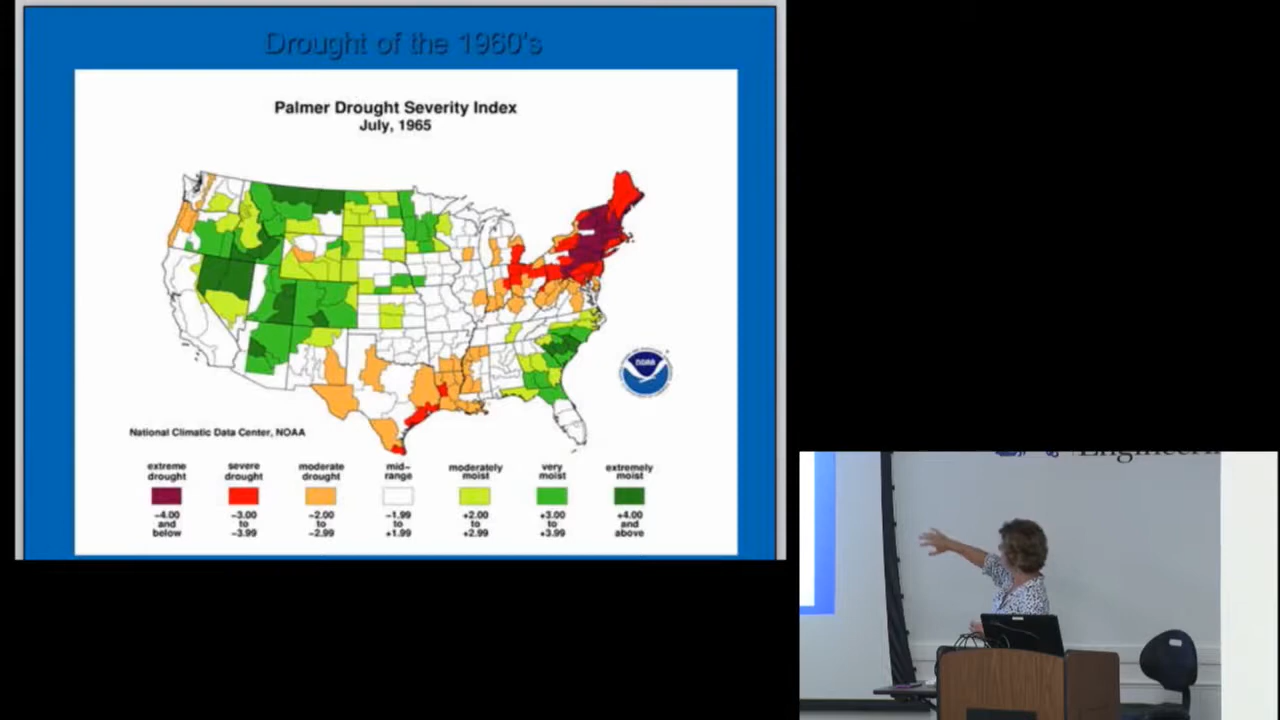 Drought of the 1960's
Palmer Drought Severity Index
July, 1965
NOAA
National Climatic Data Center, NOAA
extreme
drought
severe
drought
moderate
drought
mid-
range
moderately
moist
very
moist
extremely
moist
-4.00
and
below
-3.00
to
-3.99
-2.00
to
-2.99
-1.99
to
+1.99
+2.00
to
+2.99
+3.00
to
+3.99
+4.00
and
above
Engineering